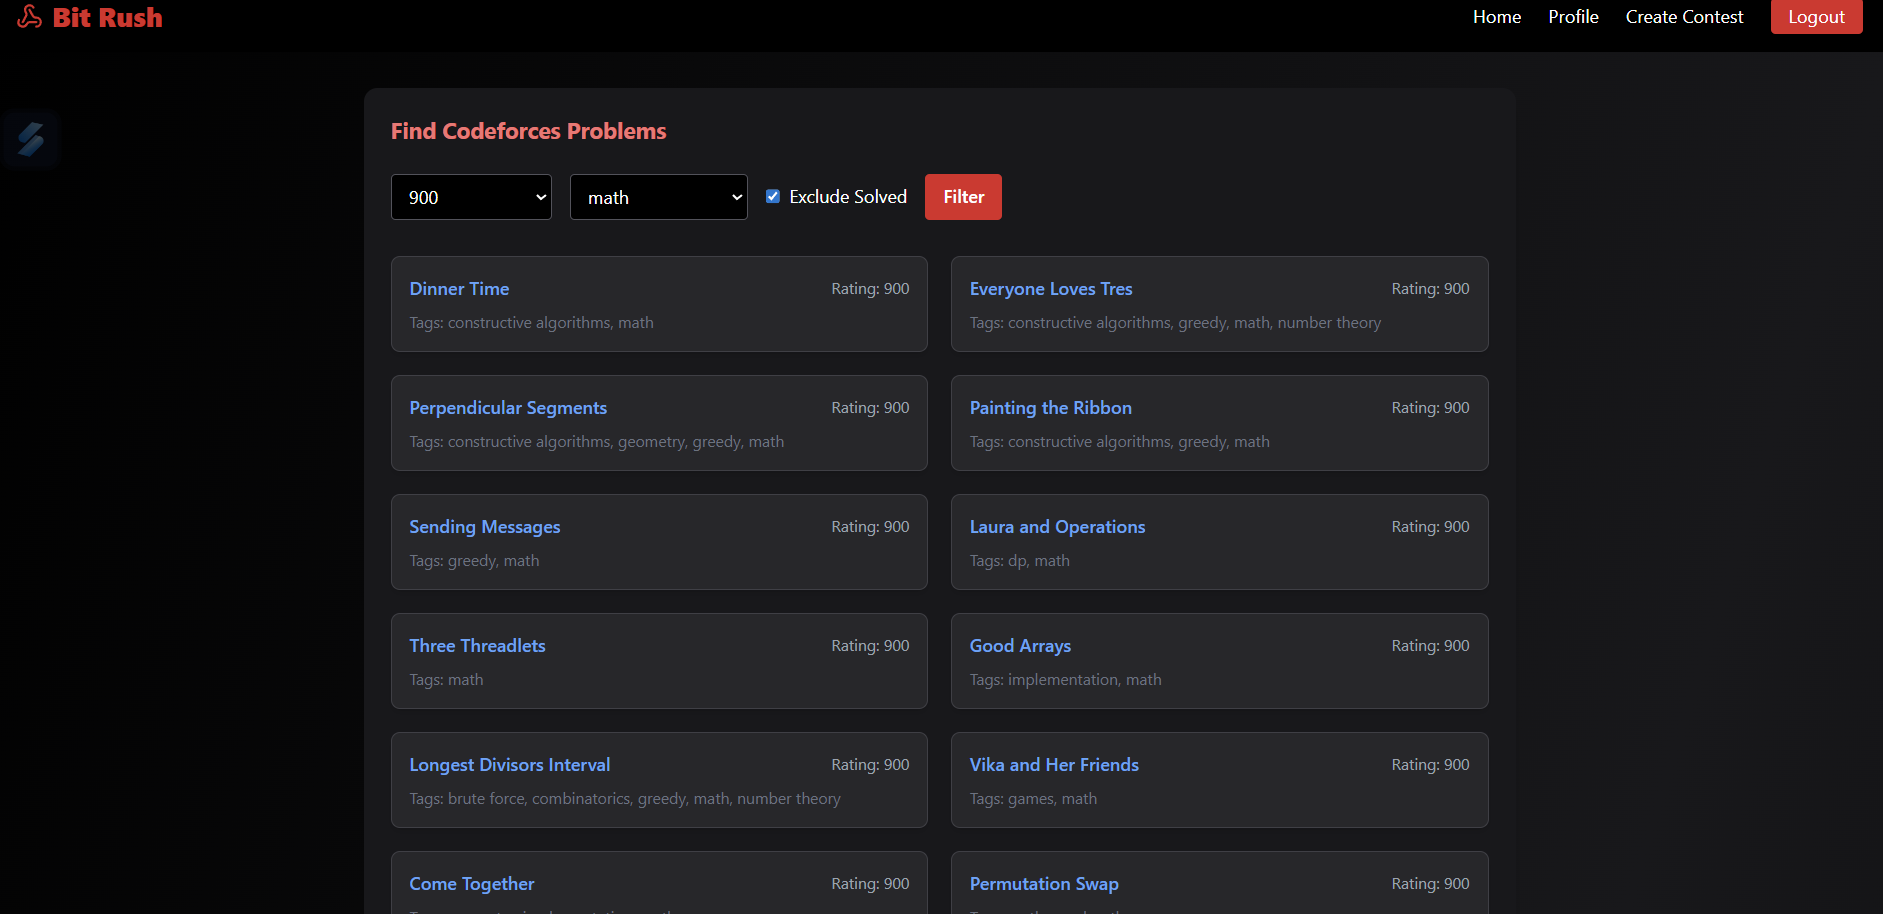 Bit Rush
Home Profile Create Contest Logout
Find Codeforces Problems
900 math Exclude Solved Filter
Dinner Time Rating: 900
Tags: constructive algorithms, math
Everyone Loves Tres Rating: 900
Tags: constructive algorithms, greedy, math, number theory
Perpendicular Segments Rating: 900
Tags: constructive algorithms, geometry, greedy, math
Painting the Ribbon Rating: 900
Tags: constructive algorithms, greedy, math
Sending Messages Rating: 900
Tags: greedy, math
Laura and Operations Rating: 900
Tags: dp, math
Three Threadlets Rating: 900
Tags: math
Good Arrays Rating: 900
Tags: implementation, math
Longest Divisors Interval Rating: 900
Tags: brute force, combinatorics, greedy, math, number theory
Vika and Her Friends Rating: 900
Tags: games, math
Come Together Rating: 900
Permutation Swap Rating: 900